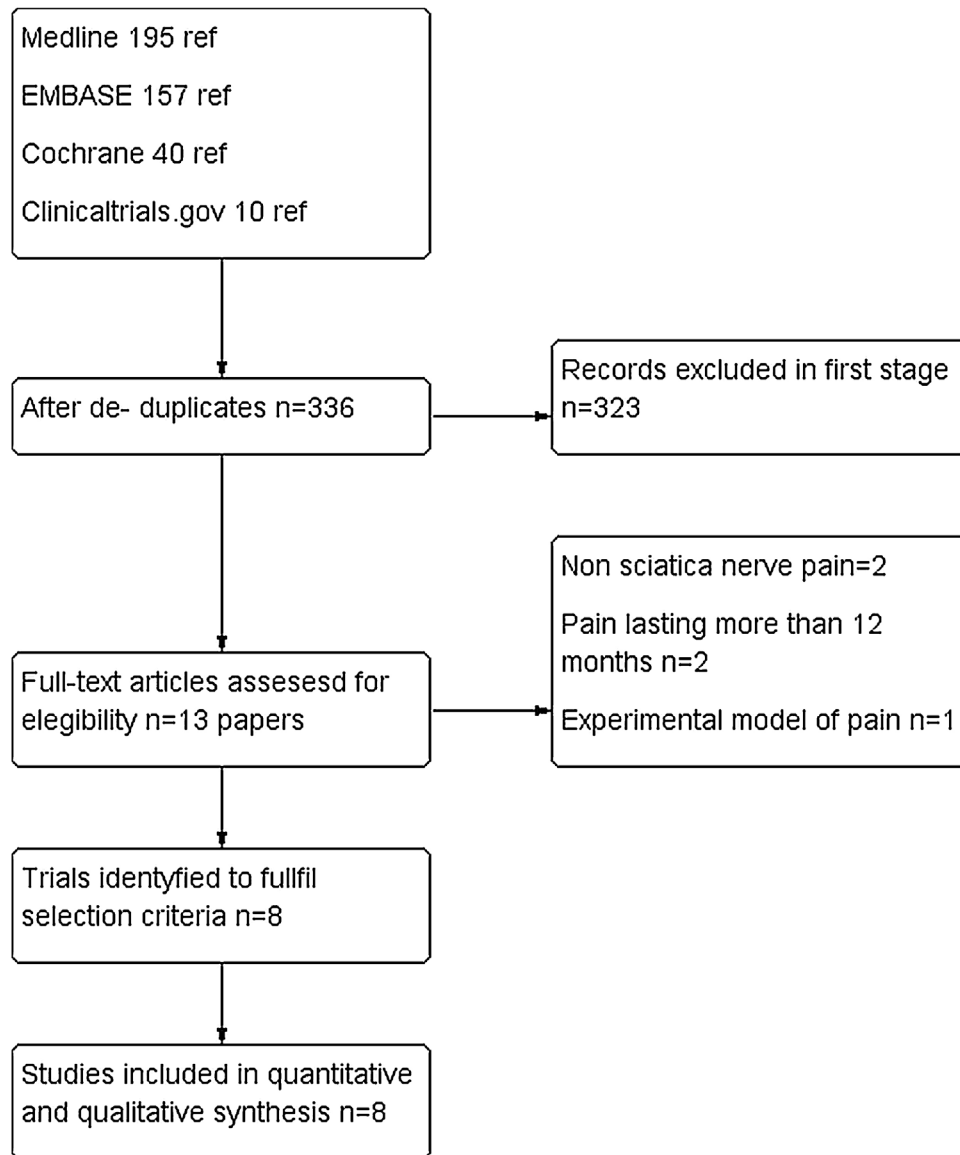 Medline 195 ref
EMBASE 157 ref
Cochrane 40 ref
Clinicaltrials.gov 10 ref
After de- duplicates n=336
Records excluded in first stage
n=323
Non sciatica nerve pain=2
Pain lasting more than 12
months n=2
Experimental model of pain n=1
Full-text articles assesesd for
elegibility n=13 papers
Trials identyfied to fullfil
selection criteria n=8
Studies included in quantitative
and qualitative synthesis n=8